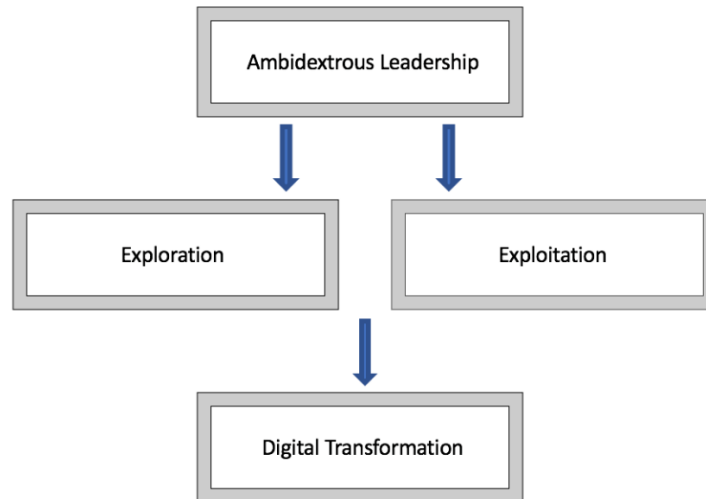 Ambidextrous Leadership
Exploration
Exploitation
Digital Transformation